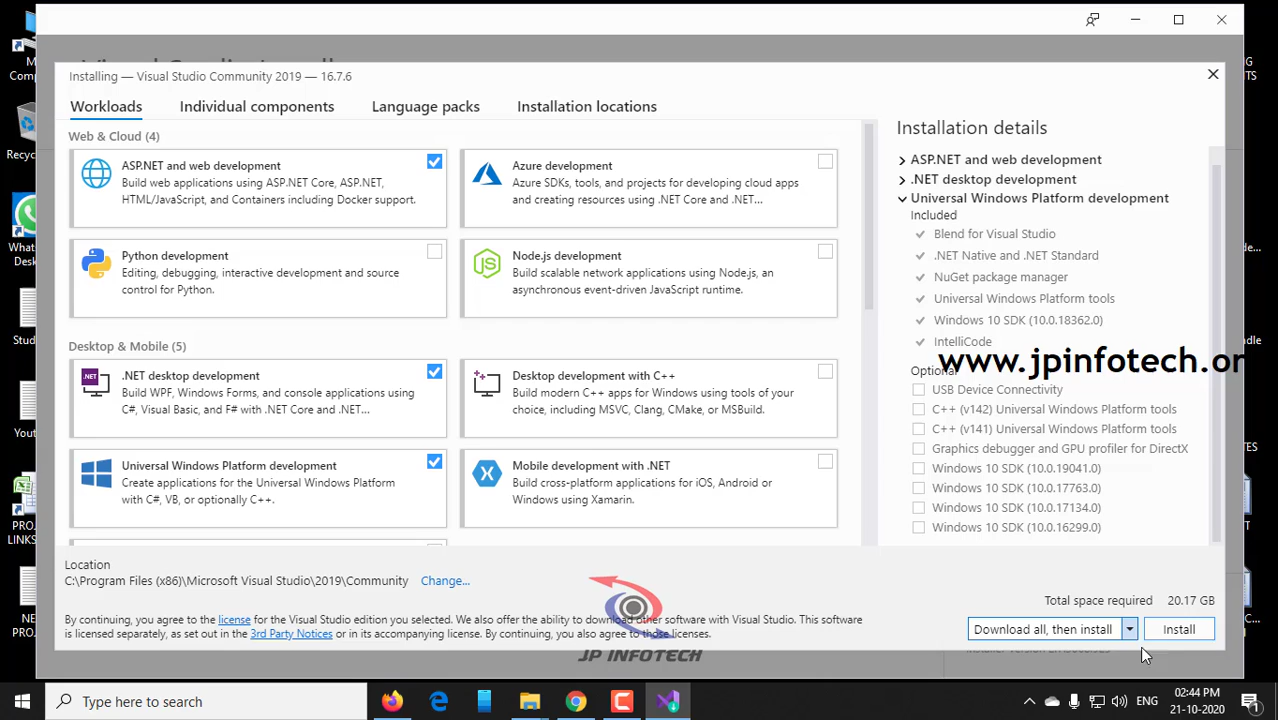 Installing — Visual Studio Community 2019 — 16.7.6
Workloads
Individual components
Language packs
Installation locations
Web & Cloud (4)
ASP.NET and web development
Build web applications using ASP.NET Core, ASP.NET,
HTML/JavaScript, and Containers including Docker support.
Azure development
Azure SDKs, tools, and projects for developing cloud apps
and creating resources using .NET Core and .NET...
Python development
Editing, debugging, interactive development and source
control for Python.
Node.js development
Build scalable network applications using Node.js, an
asynchronous event-driven JavaScript runtime.
Desktop & Mobile (5)
.NET desktop development
Build WPF, Windows Forms, and console applications using
C#, Visual Basic, and F# with .NET Core and .NET...
Desktop development with C++
Build modern C++ apps for Windows using tools of your
choice, including MSVC, Clang, CMake, or MSBuild.
Universal Windows Platform development
Create applications for the Universal Windows Platform
with C#, VB, or optionally C++.
Mobile development with .NET
Build cross-platform applications for iOS, Android or
Windows using Xamarin.
Installation details
ASP.NET and web development
.NET desktop development
Universal Windows Platform development
Included
Blend for Visual Studio
.NET Native and .NET Standard
NuGet package manager
Universal Windows Platform tools
Windows 10 SDK (10.0.18362.0)
IntelliCode
www.jpinfotech.or
Optional
USB Device Connectivity
C++ (v142) Universal Windows Platform tools
C++ (v141) Universal Windows Platform tools
Graphics debugger and GPU profiler for DirectX
Windows 10 SDK (10.0.19041.0)
Windows 10 SDK (10.0.17763.0)
Windows 10 SDK (10.0.17134.0)
Windows 10 SDK (10.0.16299.0)
Location
C:\Program Files (x86)\Microsoft Visual Studio\2019\Community
Change...
By continuing, you agree to the license for the Visual Studio edition you selected. We also offer the ability to download other software with Visual Studio. This software
is licensed separately, as set out in the 3rd Party Notices or in its accompanying license. By continuing, you also agree to those licenses.
Total space required 20.17 GB
Download all, then install
Install
JP INFOTECH
Type here to search
ENG
02:44 PM
21-10-2020